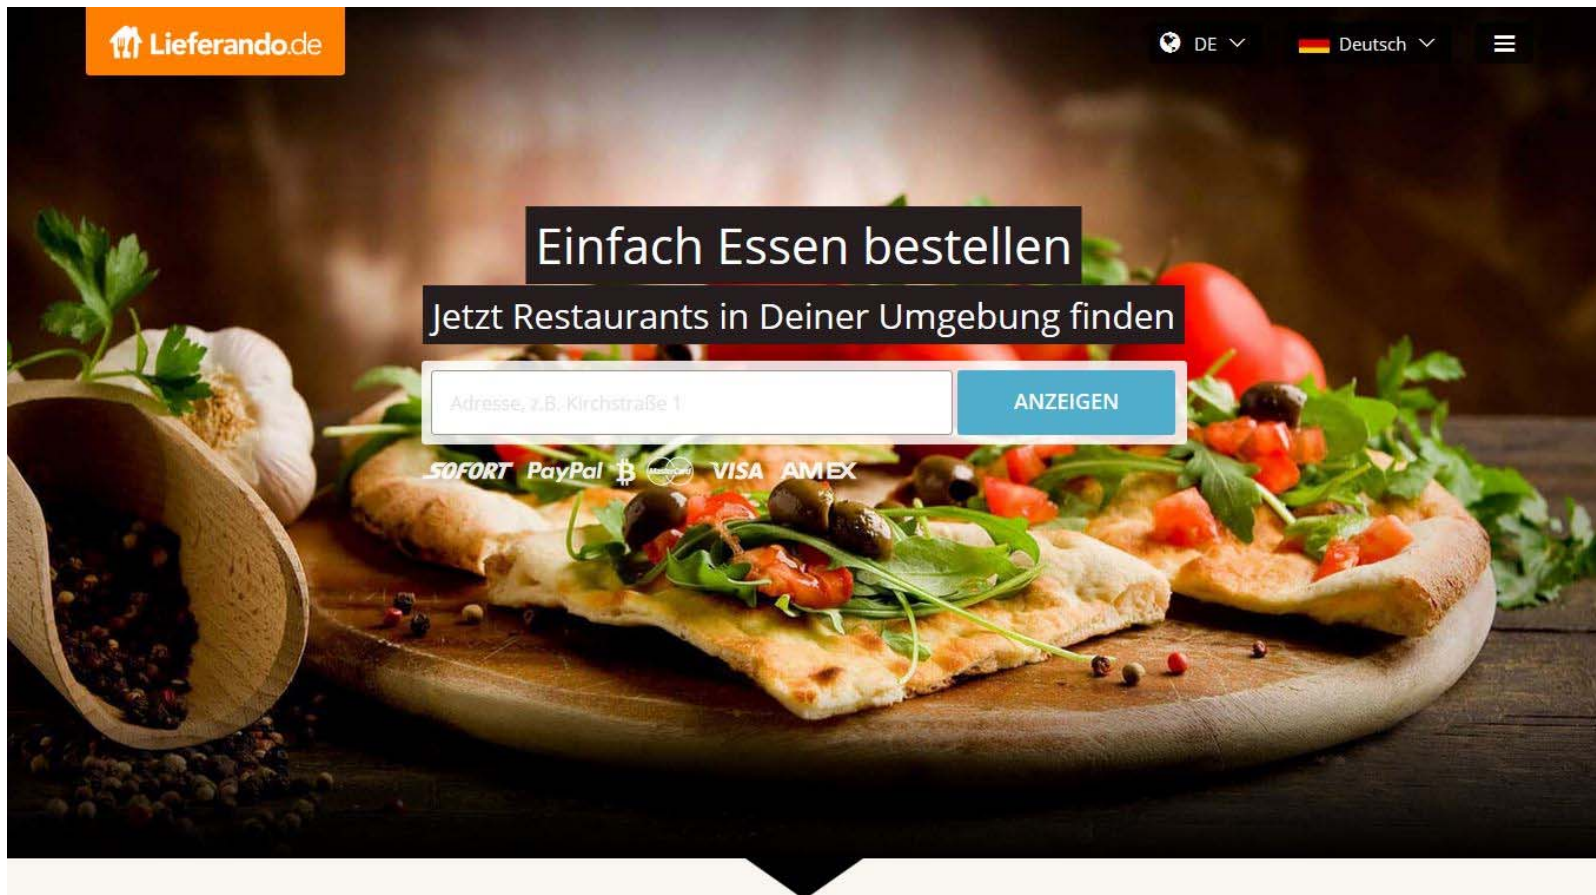 Lieferando.de
DE
Deutsch
Einfach Essen bestellen
Jetzt Restaurants in Deiner Umgebung finden
Adresse, z.B. Kirchstraße 1
ANZEIGEN
SOFORT PayPal MasterCard VISA AMEX